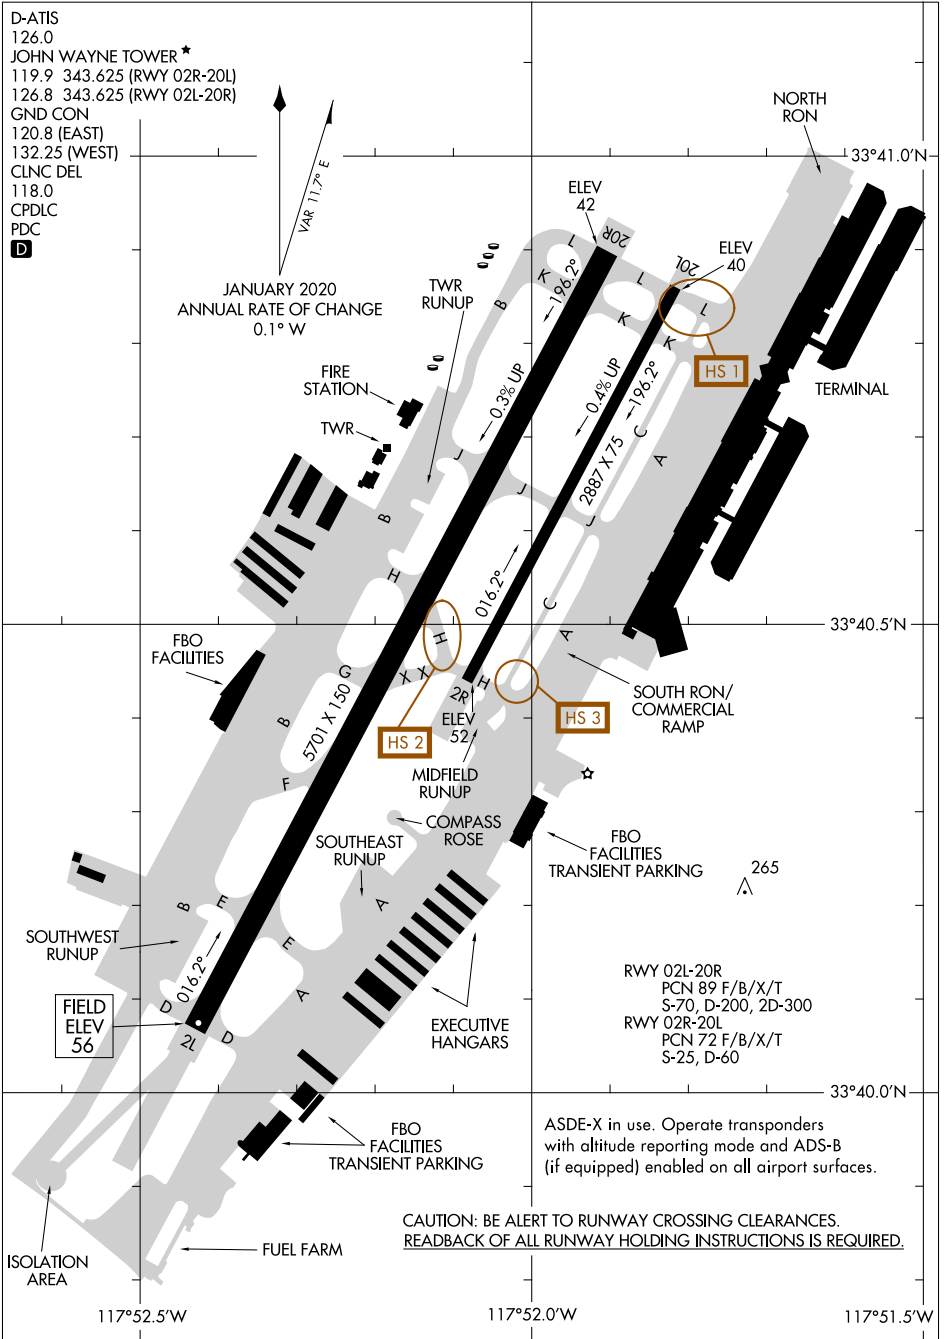 D-ATIS
126.0
JOHN WAYNE TOWER ★
119.9 343.625 (RWY 02R-20L)
126.8 343.625 (RWY 02L-20R)
GND CON
120.8 (EAST)
132.25 (WEST)
CLNC DEL
118.0
CPDLC
PDC
D
VAR 11.7° E
JANUARY 2020
ANNUAL RATE OF CHANGE
0.1° W
NORTH
RON
33°41.0'N
ELEV
42
20R
L
ELEV
40
20L
L
L
K
196.2°
B
K
K
HS 1
TWR
RUNUP
FIRE
STATION
TWR
TERMINAL
0.3% UP
0.4% UP
196.2°
2887 X 75
C
A
J
J
J
B
H
016.2°
C
A
33°40.5'N
H
FBO
FACILITIES
G
X
X
2R
H
ELEV
52
HS 2
HS 3
SOUTH RON/
COMMERCIAL
RAMP
B
5701 X 150
F
MIDFIELD
RUNUP
COMPASS
ROSE
SOUTHEAST
RUNUP
FBO
FACILITIES
TRANSIENT PARKING
265
B
E
A
E
SOUTHWEST
RUNUP
016.2°
A
D
D
2L
FIELD
ELEV
56
EXECUTIVE
HANGARS
RWY 02L-20R
PCN 89 F/B/X/T
S-70, D-200, 2D-300
RWY 02R-20L
PCN 72 F/B/X/T
S-25, D-60
33°40.0'N
FBO
FACILITIES
TRANSIENT PARKING
ASDE-X in use. Operate transponders
with altitude reporting mode and ADS-B
(if equipped) enabled on all airport surfaces.
CAUTION: BE ALERT TO RUNWAY CROSSING CLEARANCES.
READBACK OF ALL RUNWAY HOLDING INSTRUCTIONS IS REQUIRED.
FUEL FARM
ISOLATION
AREA
117°52.5'W
117°52.0'W
117°51.5'W